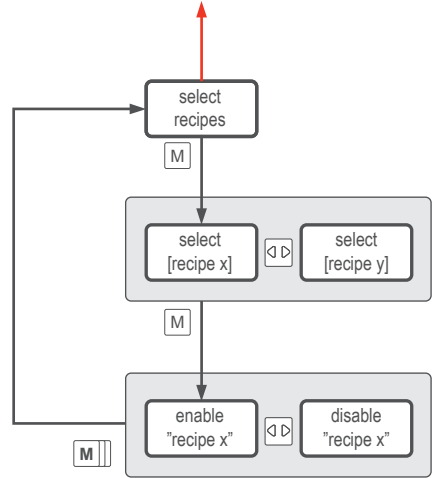 select
recipes
M
select
[recipe x]
select
[recipe y]
M
enable
"recipe x"
disable
"recipe x"
M